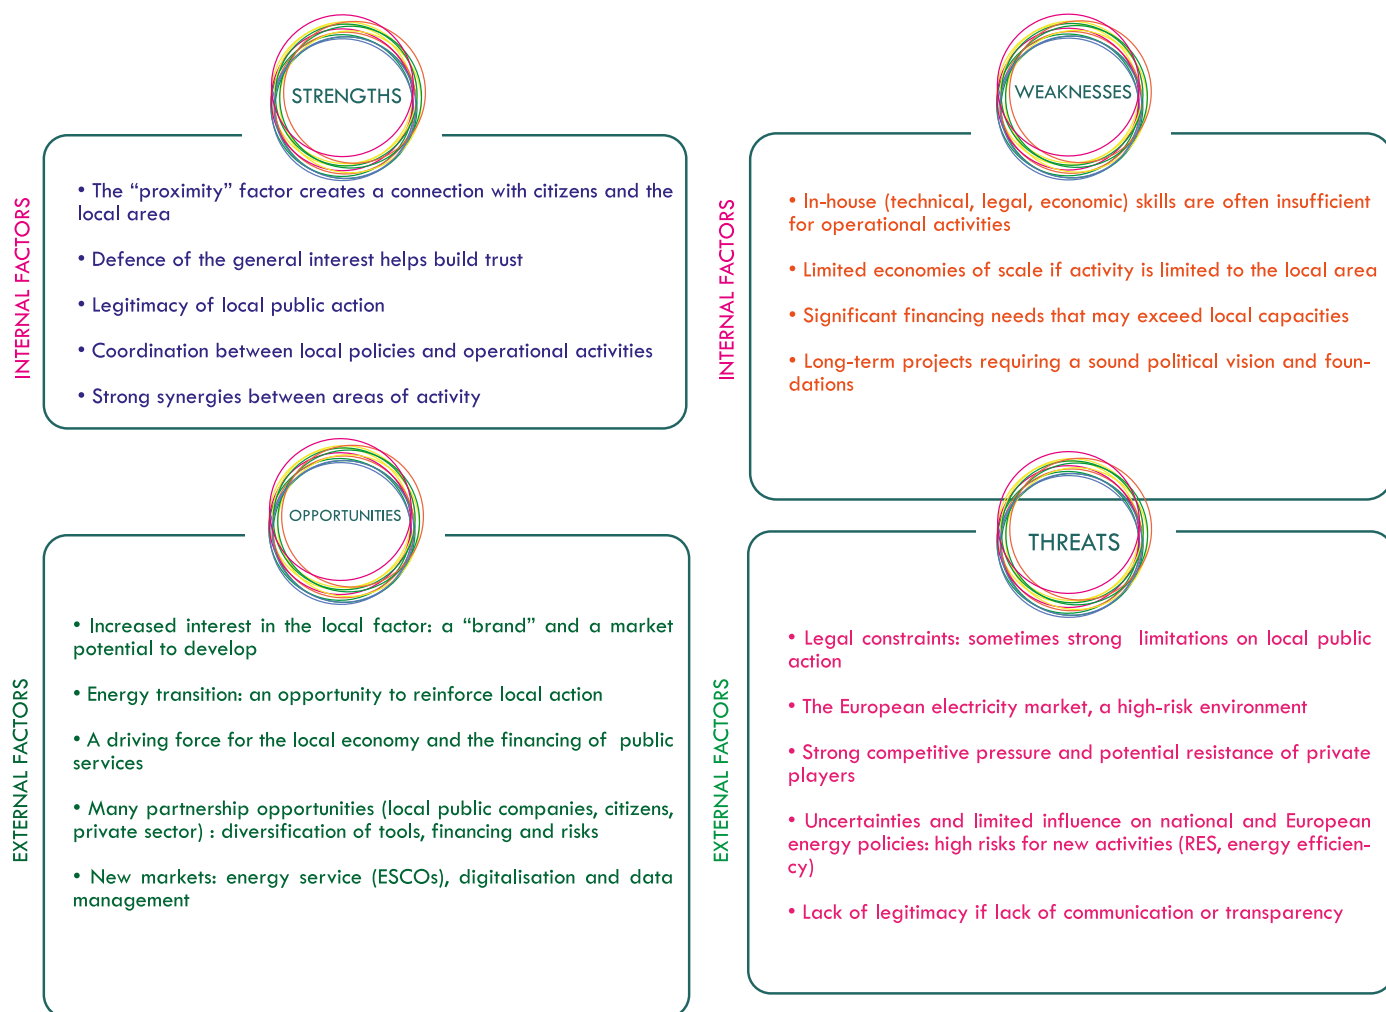 STRENGTHS
INTERNAL FACTORS
• The “proximity” factor creates a connection with citizens and the
local area
• Defence of the general interest helps build trust
• Legitimacy of local public action
• Coordination between local policies and operational activities
• Strong synergies between areas of activity
WEAKNESSES
INTERNAL FACTORS
• In-house (technical, legal, economic) skills are often insufficient
for operational activities
• Limited economies of scale if activity is limited to the local area
• Significant financing needs that may exceed local capacities
• Long-term projects requiring a sound political vision and foun-
dations
OPPORTUNITIES
EXTERNAL FACTORS
• Increased interest in the local factor: a “brand” and a market
potential to develop
• Energy transition: an opportunity to reinforce local action
• A driving force for the local economy and the financing of public
services
• Many partnership opportunities (local public companies, citizens,
private sector) : diversification of tools, financing and risks
• New markets: energy service (ESCOs), digitalisation and data
management
THREATS
EXTERNAL FACTORS
• Legal constraints: sometimes strong limitations on local public
action
• The European electricity market, a high-risk environment
• Strong competitive pressure and potential resistance of private
players
• Uncertainties and limited influence on national and European
energy policies: high risks for new activities (RES, energy efficien-
cy)
• Lack of legitimacy if lack of communication or transparency